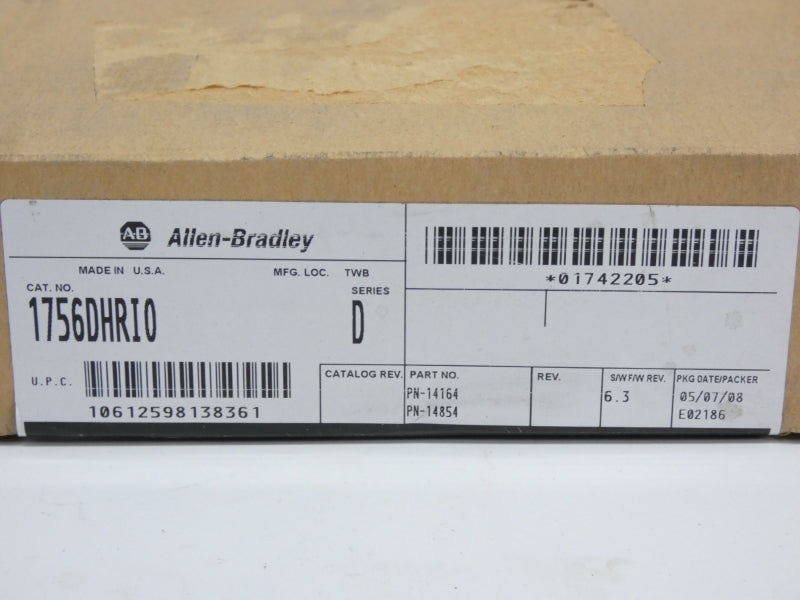 AB Allen-Bradley
*01742205*
MADE IN U.S.A. MFG. LOC. TWB
CAT. NO. SERIES
1756DHRIO D
U.P.C.
10612598138361
CATALOG REV. PART NO. REV. S/W F/W REV. PKG DATE/PACKER
PN-14164 6.3 05/07/08
PN-14854 E02186